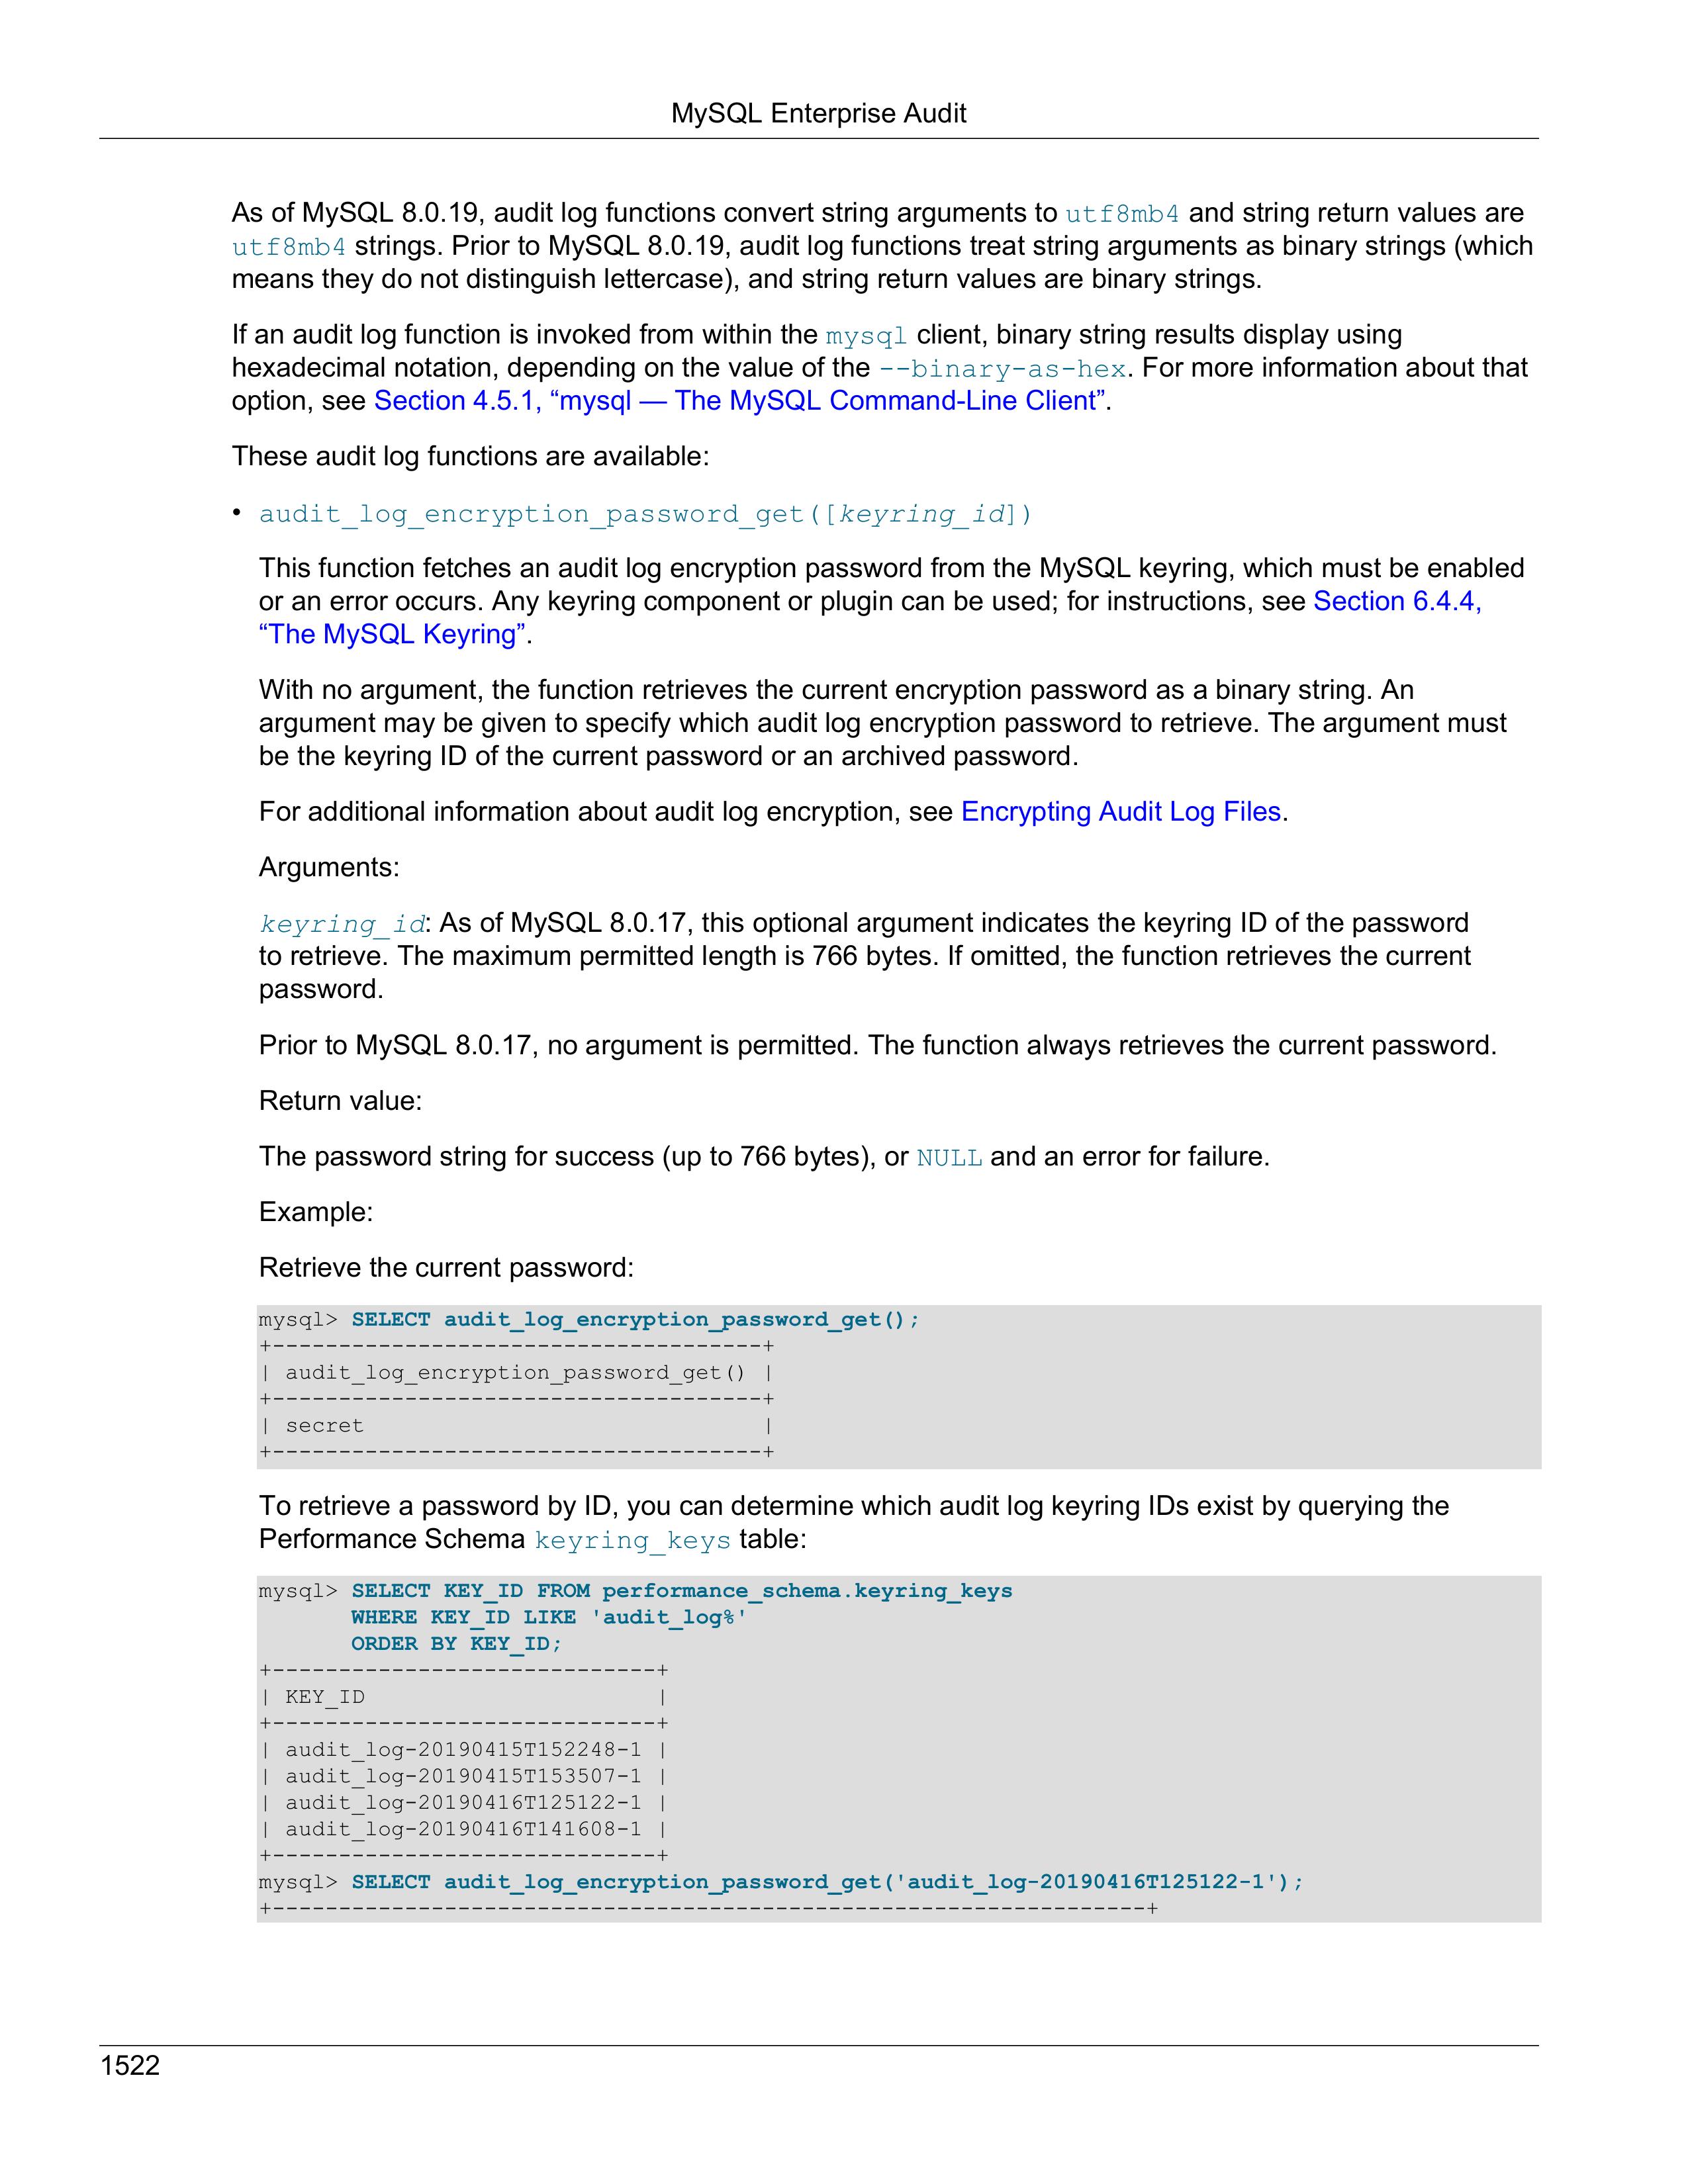 MySQL Enterprise Audit
As of MySQL 8.0.19, audit log functions convert string arguments to utf8mb4 and string return values are
utf8mb4 strings. Prior to MySQL 8.0.19, audit log functions treat string arguments as binary strings (which
means they do not distinguish lettercase), and string return values are binary strings.
If an audit log function is invoked from within the mysql client, binary string results display using
hexadecimal notation, depending on the value of the --binary-as-hex. For more information about that
option, see Section 4.5.1, “mysql — The MySQL Command-Line Client”.
These audit log functions are available:
• audit_log_encryption_password_get([keyring_id])
This function fetches an audit log encryption password from the MySQL keyring, which must be enabled
or an error occurs. Any keyring component or plugin can be used; for instructions, see Section 6.4.4,
“The MySQL Keyring”.
With no argument, the function retrieves the current encryption password as a binary string. An
argument may be given to specify which audit log encryption password to retrieve. The argument must
be the keyring ID of the current password or an archived password.
For additional information about audit log encryption, see Encrypting Audit Log Files.
Arguments:
keyring_id: As of MySQL 8.0.17, this optional argument indicates the keyring ID of the password
to retrieve. The maximum permitted length is 766 bytes. If omitted, the function retrieves the current
password.
Prior to MySQL 8.0.17, no argument is permitted. The function always retrieves the current password.
Return value:
The password string for success (up to 766 bytes), or NULL and an error for failure.
Example:
Retrieve the current password:
mysql> SELECT audit_log_encryption_password_get();
+-------------------------------------+
| audit_log_encryption_password_get() |
+-------------------------------------+
| secret                              |
+-------------------------------------+
To retrieve a password by ID, you can determine which audit log keyring IDs exist by querying the
Performance Schema keyring_keys table:
mysql> SELECT KEY_ID FROM performance_schema.keyring_keys
       WHERE KEY_ID LIKE 'audit_log%'
       ORDER BY KEY_ID;
+-----------------------------+
| KEY_ID                      |
+-----------------------------+
| audit_log-20190415T152248-1 |
| audit_log-20190415T153507-1 |
| audit_log-20190416T125122-1 |
| audit_log-20190416T141608-1 |
+-----------------------------+
mysql> SELECT audit_log_encryption_password_get('audit_log-20190416T125122-1');
+------------------------------------------------------------------+
1522